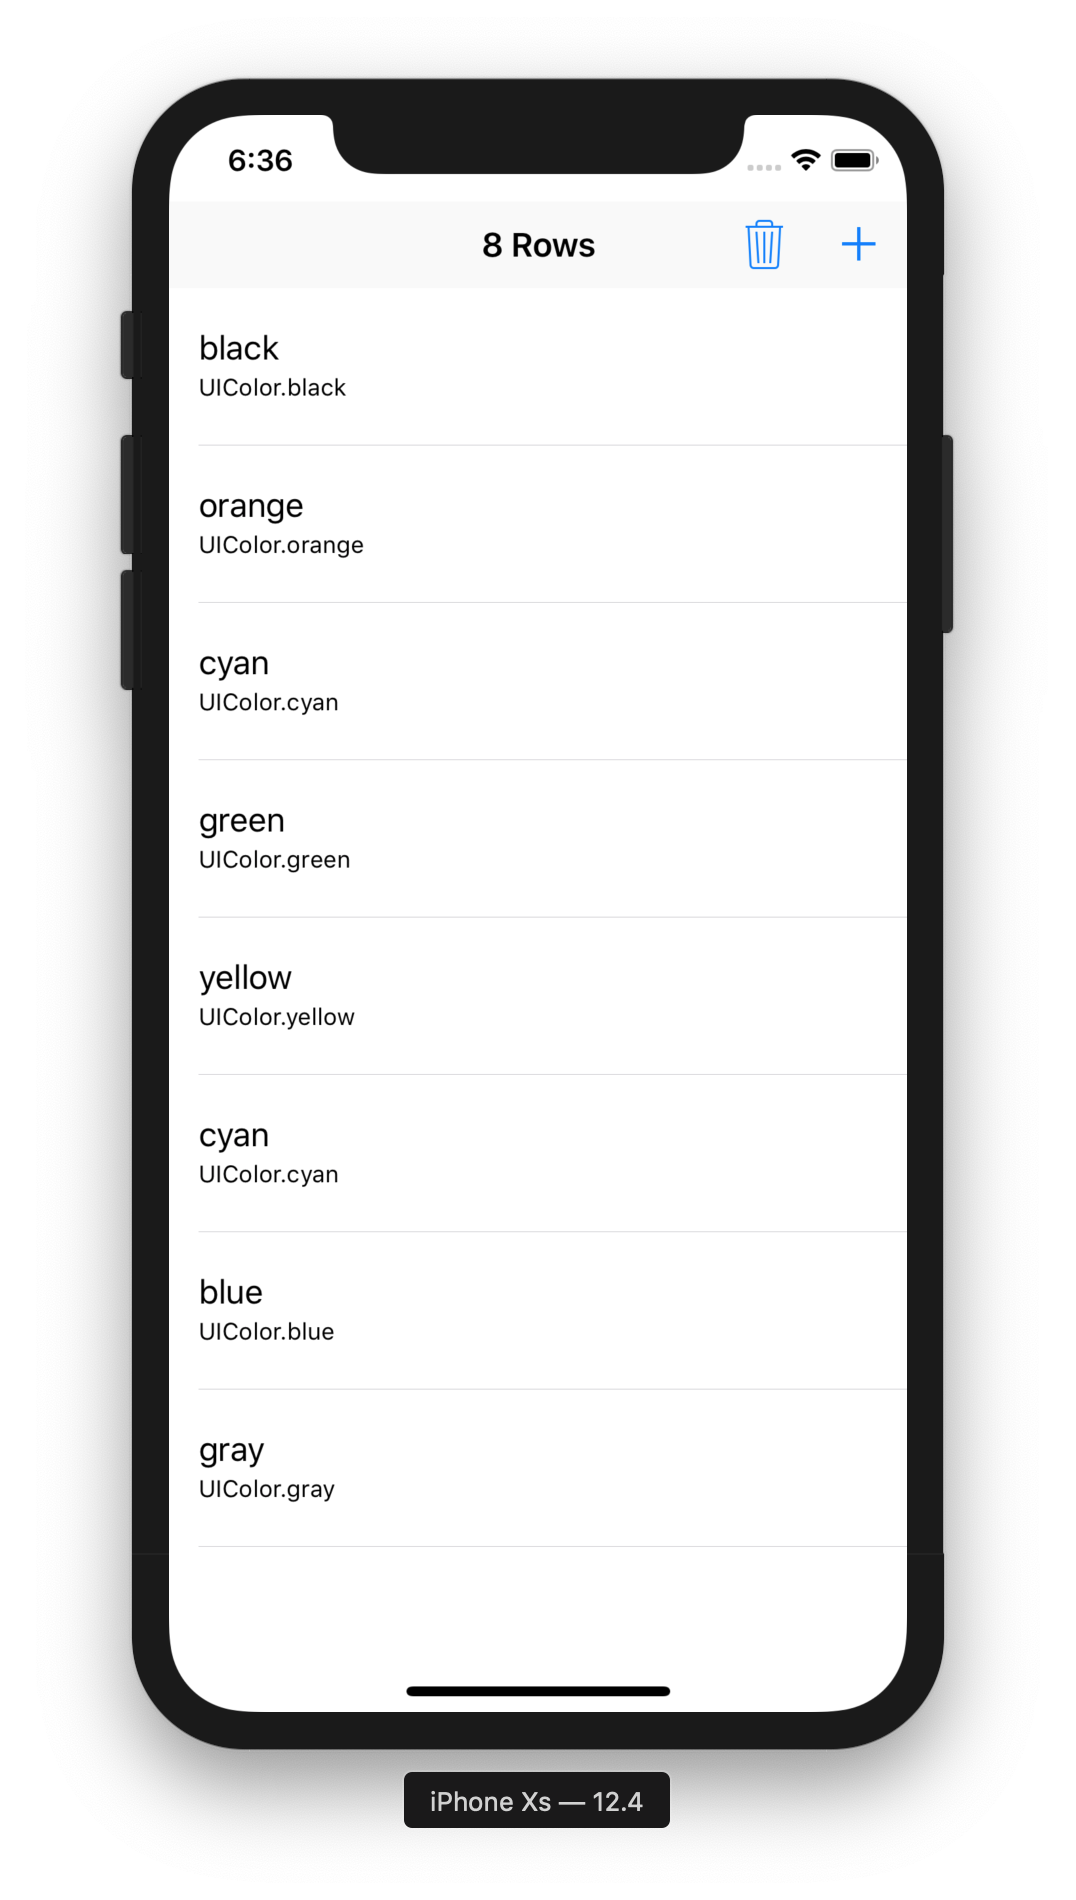 6:36
8 Rows
black
UIColor.black
orange
UIColor.orange
cyan
UIColor.cyan
green
UIColor.green
yellow
UIColor.yellow
cyan
UIColor.cyan
blue
UIColor.blue
gray
UIColor.gray
iPhone Xs — 12.4